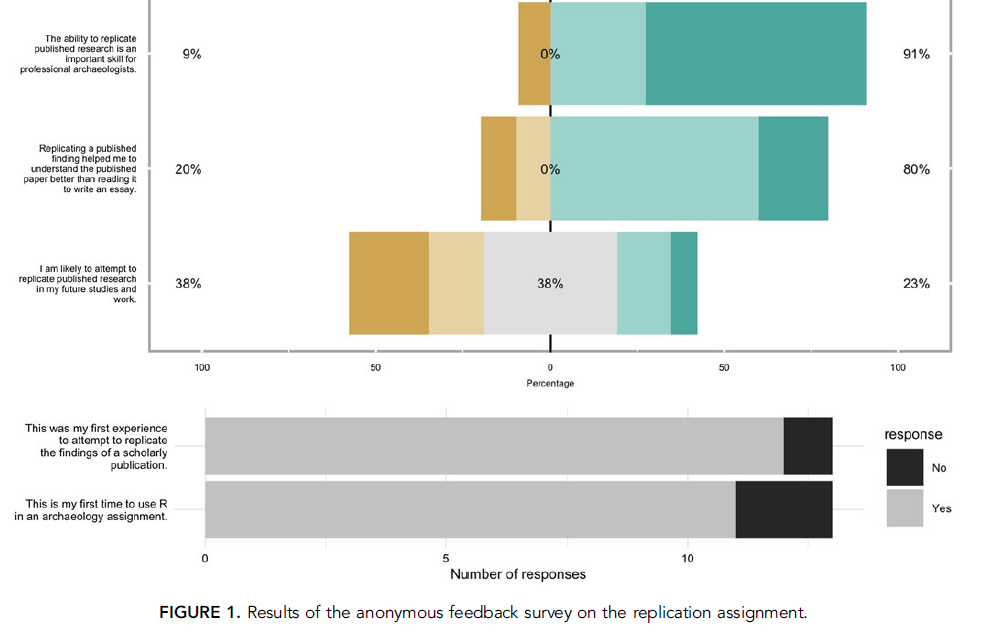 The ability to replicate
published research is an
important skill for
professional archaeologists.
9%
0%
91%
Replicating a published
finding helped me to
understand the published
paper better than reading it
to write an essay.
20%
0%
80%
I am likely to attempt to
replicate published research
in my future studies and
work.
38%
38%
23%
100 50 0 50 100
Percentage
This was my first experience
to attempt to replicate
the findings of a scholarly
publication.
This is my first time to use R
in an archaeology assignment.
0 5 10
Number of responses
response
No
Yes
FIGURE 1. Results of the anonymous feedback survey on the replication assignment.